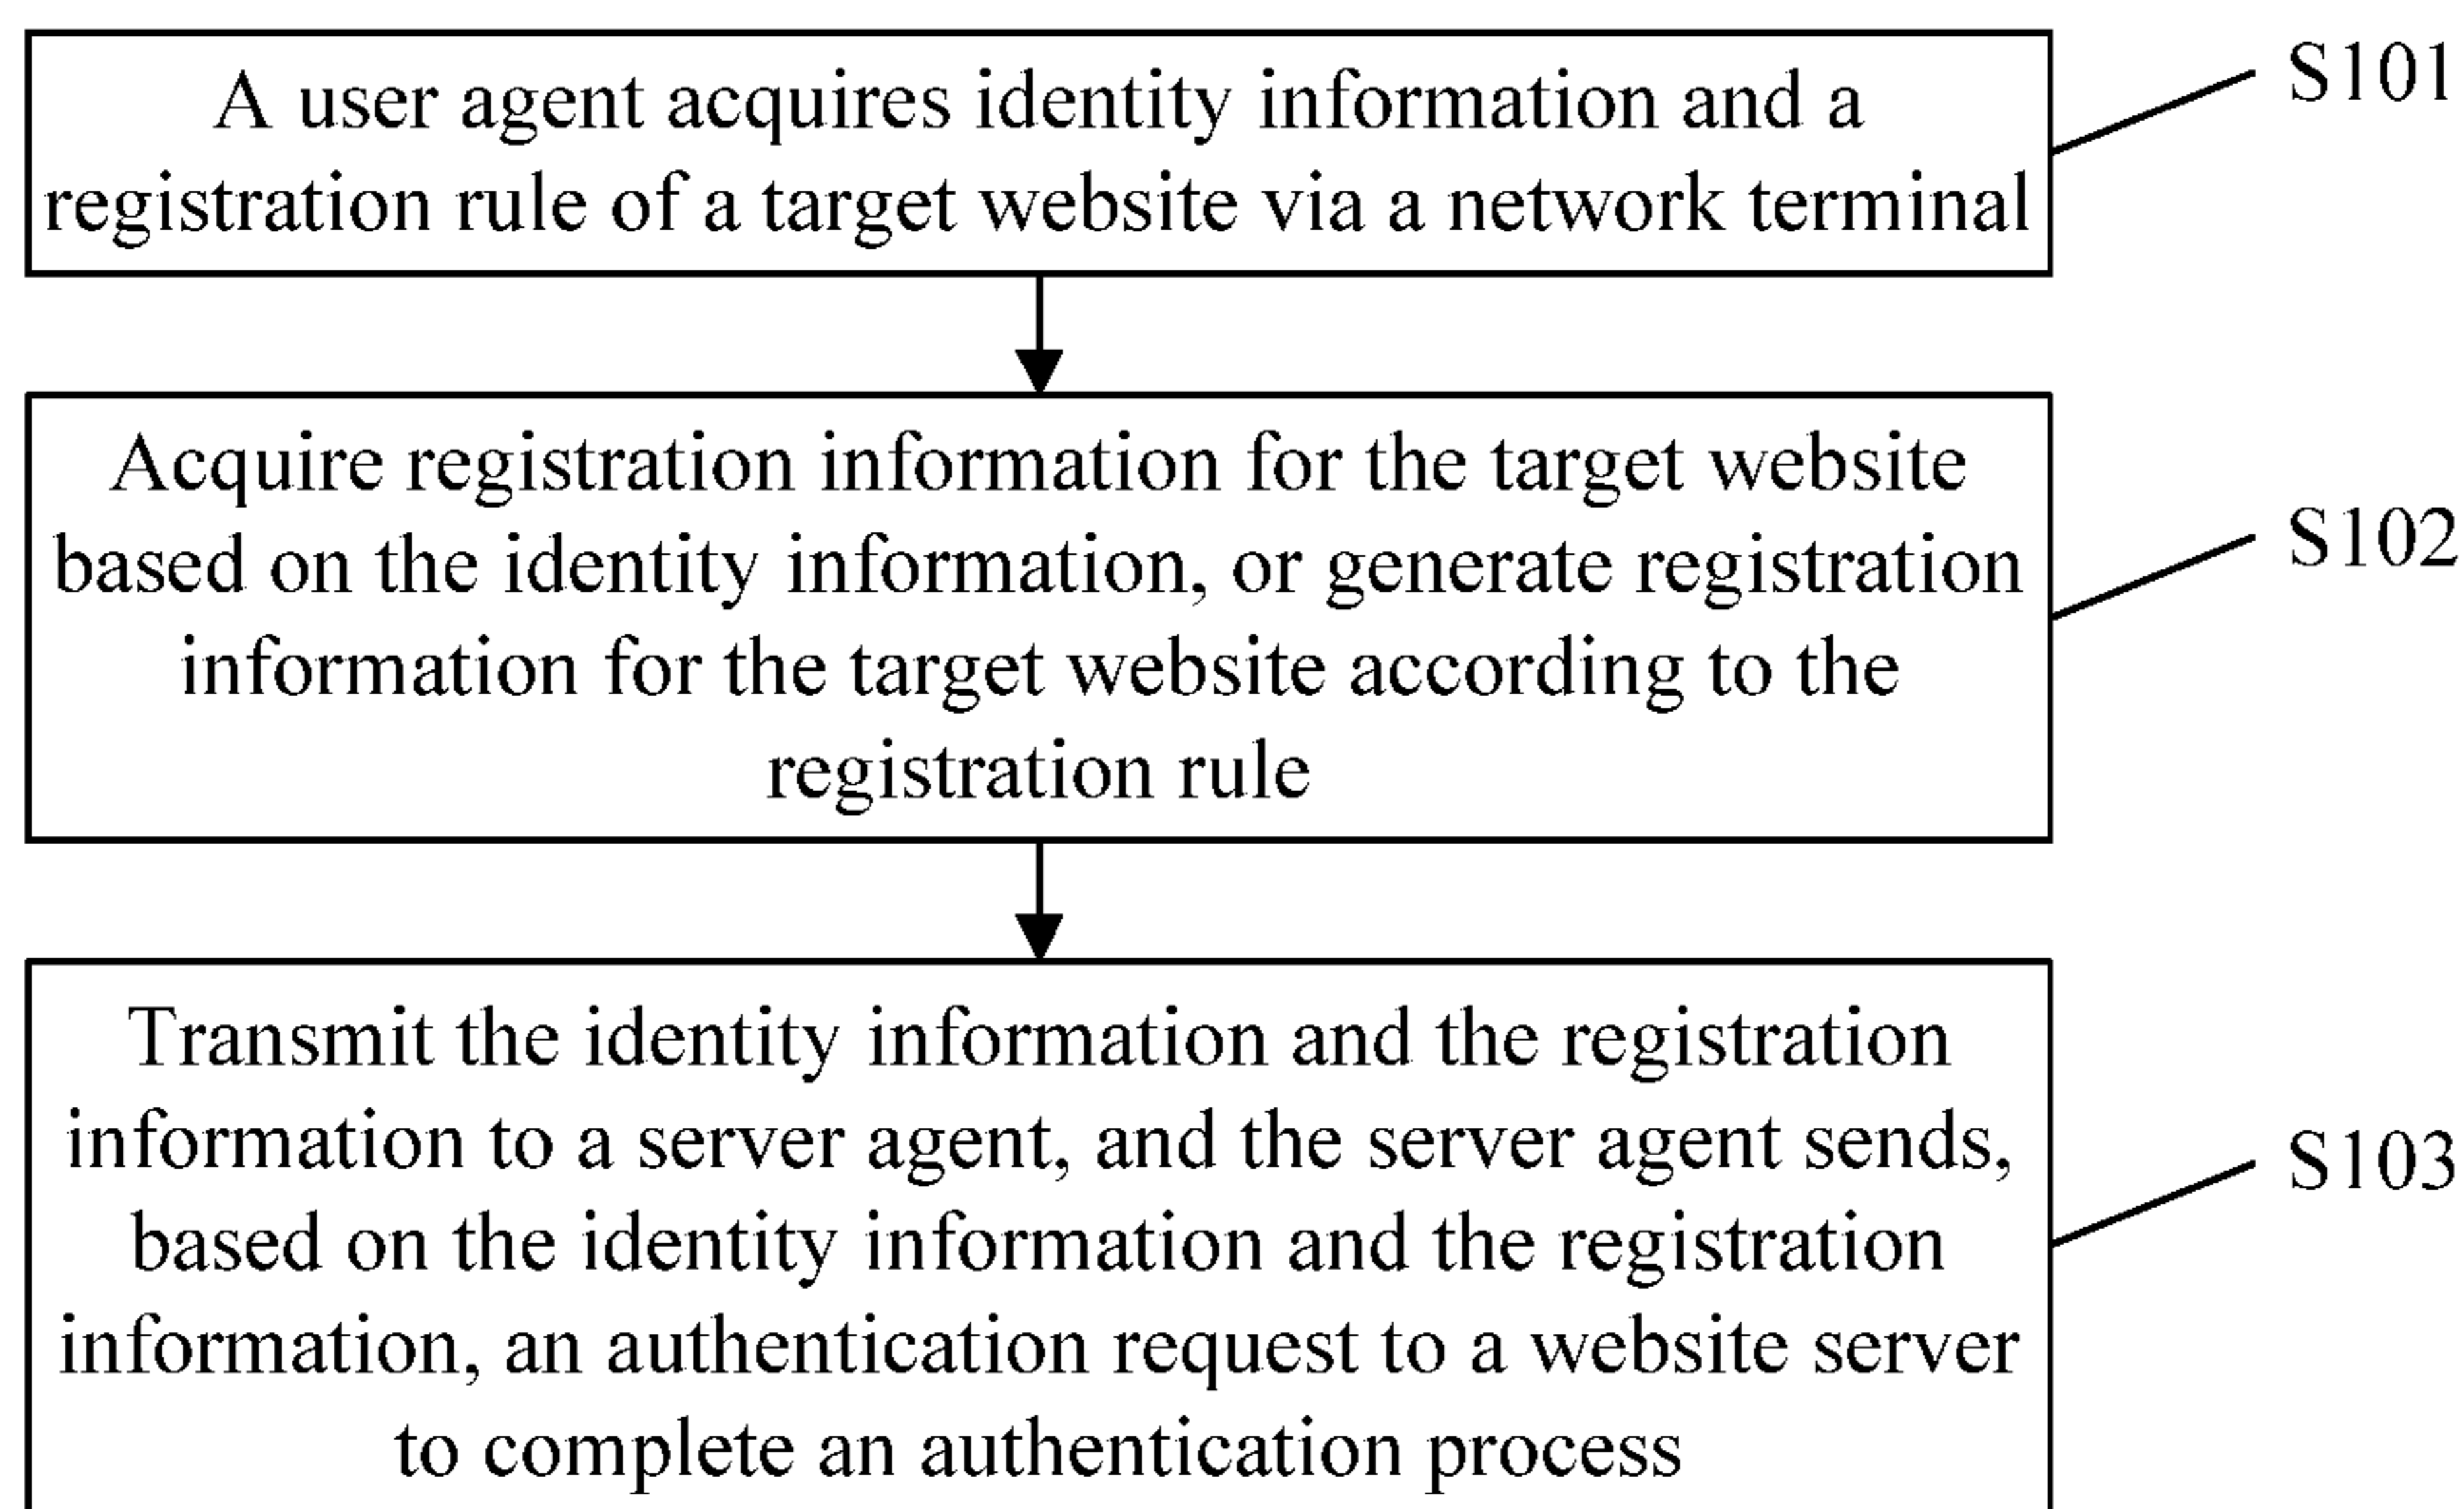 A user agent acquires identity information and a
registration rule of a target website via a network terminal
S101
Acquire registration information for the target website
based on the identity information, or generate registration
information for the target website according to the
registration rule
S102
Transmit the identity information and the registration
information to a server agent, and the server agent sends,
based on the identity information and the registration
information, an authentication request to a website server
to complete an authentication process
S103